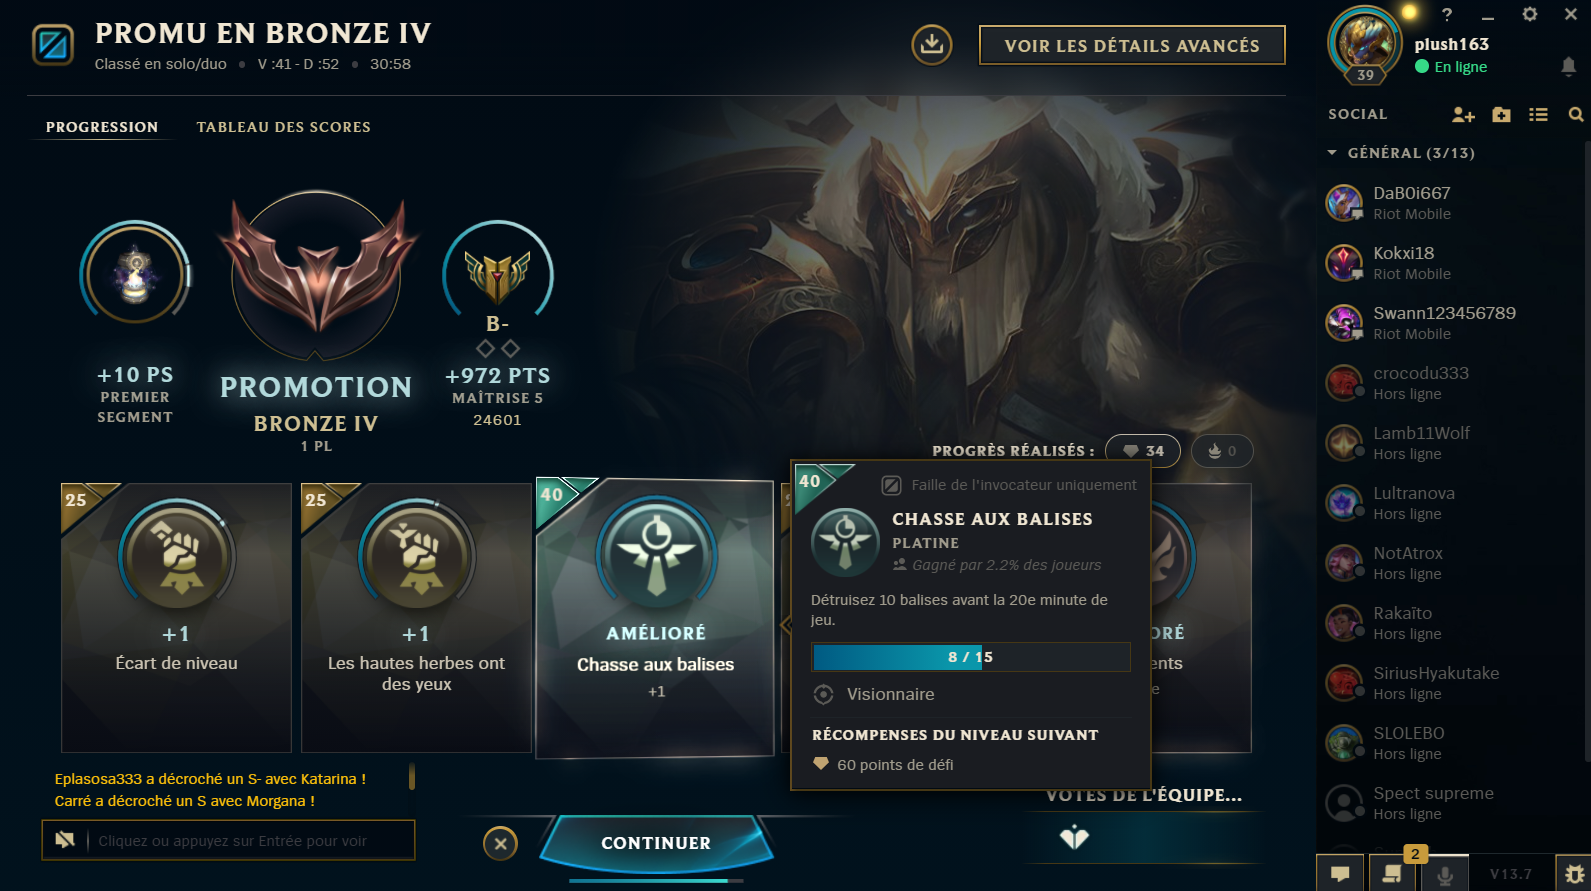 PROMU EN BRONZE IV
Classé en solo/duo • V :41 - D :52 • 30:58
VOIR LES DÉTAILS AVANCÉS
PROGRESSION
TABLEAU DES SCORES
+10 PS
PREMIER
SEGMENT
PROMOTION
BRONZE IV
1 PL
B-
+972 PTS
MAÎTRISE 5
24601
PROGRÈS RÉALISÉS :
34
0
25
+1
Écart de niveau
25
+1
Les hautes herbes ont
des yeux
40
AMÉLIORÉ
Chasse aux balises
+1
40
Faille de l'invocateur uniquement
CHASSE AUX BALISES
PLATINE
Gagné par 2.2% des joueurs
Détruisez 10 balises avant la 20e minute de
jeu.
8 / 15
Visionnaire
RÉCOMPENSES DU NIVEAU SUIVANT
60 points de défi
Eplasosa333 a décroché un S- avec Katarina !
Carré a décroché un S avec Morgana !
Cliquez ou appuyez sur Entrée pour voir
CONTINUER
VOTES DE L'ÉQUIPE...
?
plush163
En ligne
39
SOCIAL
GÉNÉRAL (3/13)
DaB0i667
Riot Mobile
Kokxi18
Riot Mobile
Swann123456789
Riot Mobile
crocodu333
Hors ligne
Lamb11Wolf
Hors ligne
Lultranova
Hors ligne
NotAtrox
Hors ligne
Rakaïto
Hors ligne
SiriusHyakutake
Hors ligne
SLOLEBO
Hors ligne
Spect supreme
Hors ligne
2
V13.7